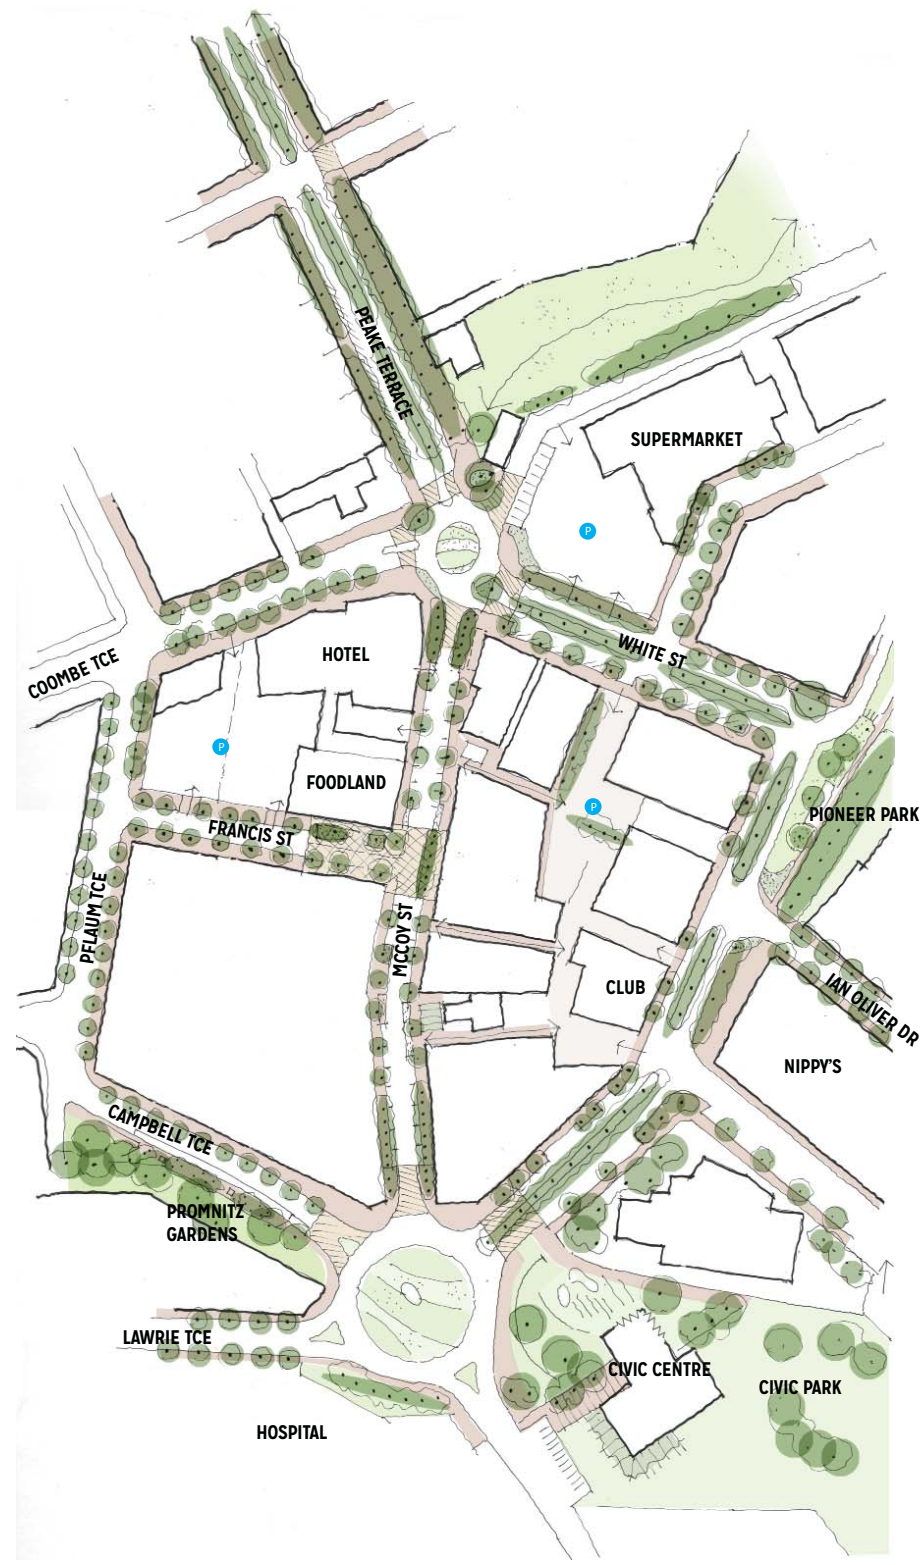 PEAKE TERRACE
SUPERMARKET
P
WHITE ST
HOTEL
COOMBE TCE
P
FOODLAND
P
PIONEER PARK
FRANCIS ST
PFLAUM TCE
MCCOY ST
CLUB
IAN OLIVER DR
NIPPY'S
CAMPBELL TCE
PROMNITZ
GARDENS
LAWRIE TCE
CIVIC CENTRE
CIVIC PARK
HOSPITAL